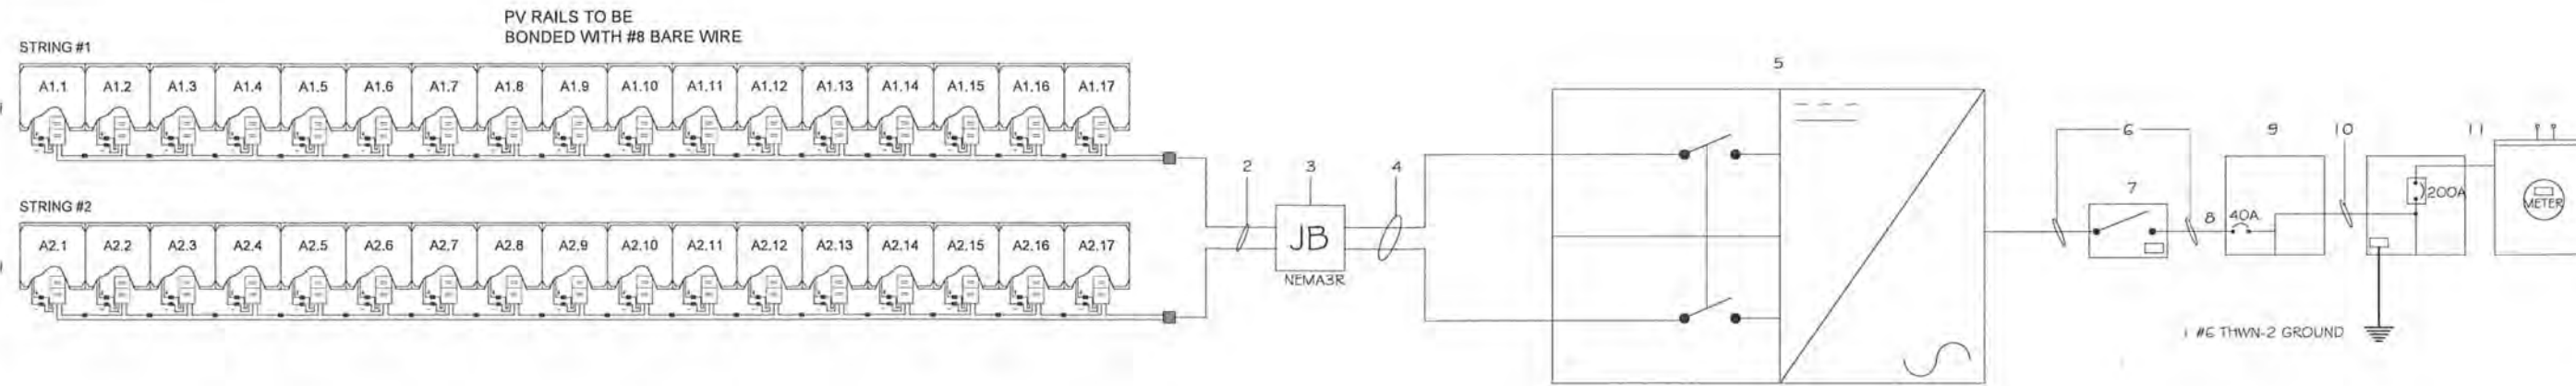 PV RAILS TO BE
BONDED WITH #8 BARE WIRE
STRING #1
A1.1 A1.2 A1.3 A1.4 A1.5 A1.6 A1.7 A1.8 A1.9 A1.10 A1.11 A1.12 A1.13 A1.14 A1.15 A1.16 A1.17
STRING #2
A2.1 A2.2 A2.3 A2.4 A2.5 A2.6 A2.7 A2.8 A2.9 A2.10 A2.11 A2.12 A2.13 A2.14 A2.15 A2.16 A2.17
2
3
JB
NEMA3R
4
5
6
7
8
40A
9
10
200A
11
METER
1 #6 THWN-2 GROUND